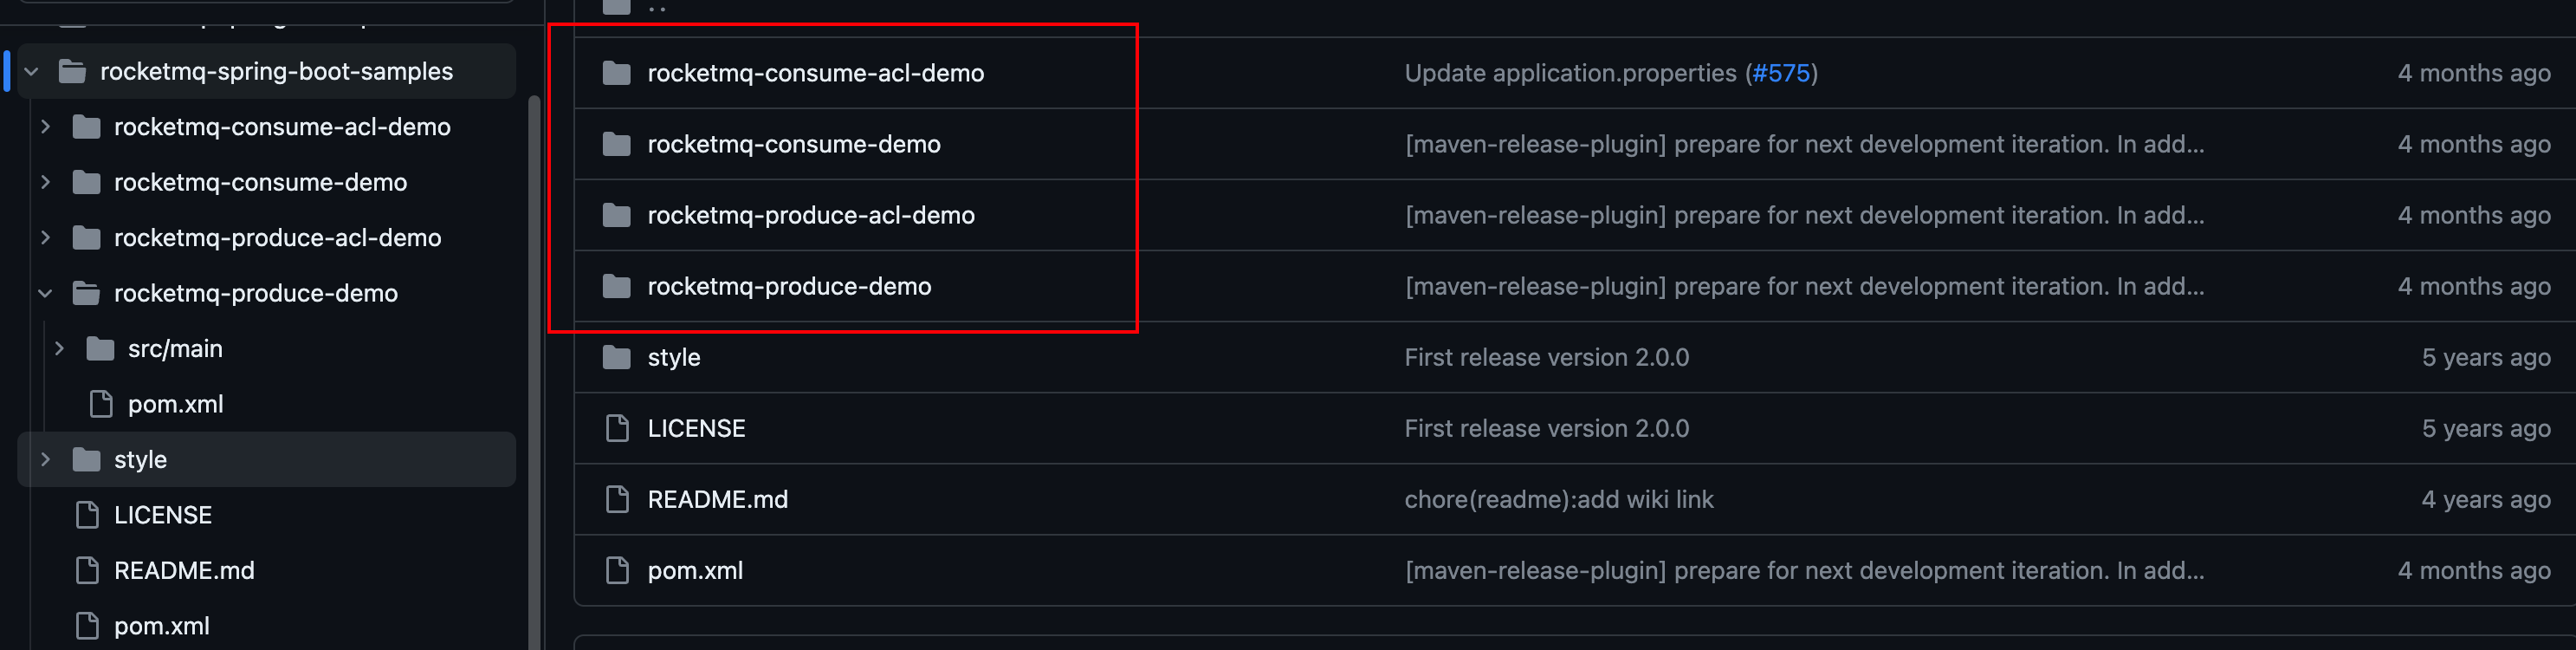 rocketmq-spring-boot-samples
rocketmq-consume-acl-demo
rocketmq-consume-demo
rocketmq-produce-acl-demo
rocketmq-produce-demo
src/main
pom.xml
style
LICENSE
README.md
pom.xml
..
rocketmq-consume-acl-demo Update application.properties (#575) 4 months ago
rocketmq-consume-demo [maven-release-plugin] prepare for next development iteration. In add... 4 months ago
rocketmq-produce-acl-demo [maven-release-plugin] prepare for next development iteration. In add... 4 months ago
rocketmq-produce-demo [maven-release-plugin] prepare for next development iteration. In add... 4 months ago
style First release version 2.0.0 5 years ago
LICENSE First release version 2.0.0 5 years ago
README.md chore(readme):add wiki link 4 years ago
pom.xml [maven-release-plugin] prepare for next development iteration. In add... 4 months ago